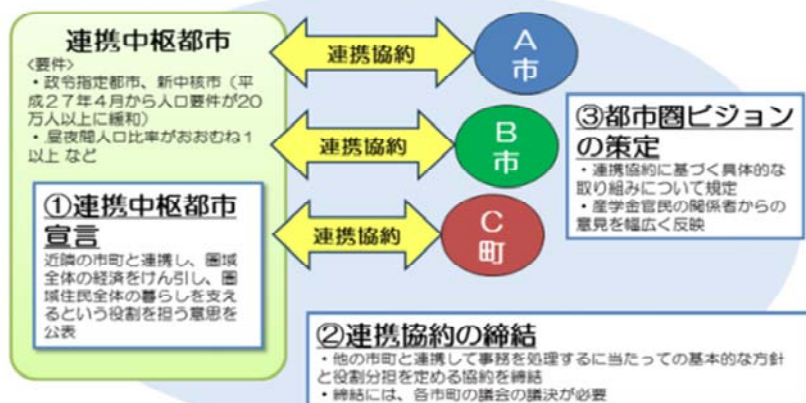 連携中枢都市
<要件>
・政令指定都市、新中核市（平
成27年4月から人口要件が20
万人以上に緩和）
・昼夜間人口比率がおおむね1
以上 など
①連携中枢都市
宣言
近隣の市町と連携し、圏域
全体の経済をけん引し、圏
域住民全体の暮らしを支え
るという役割を担う意思を
公表
連携協約
A
市
連携協約
B
市
連携協約
C
町
③都市圏ビジョン
の策定
・連携協約に基づく具体的な
取り組みについて規定
・産学金官民の関係者からの
意見を幅広く反映
②連携協約の締結
・他の市町と連携して事務を処理するに当たっての基本的な方針
と役割分担を定める協約を締結
・締結には、各市町の議会の議決が必要